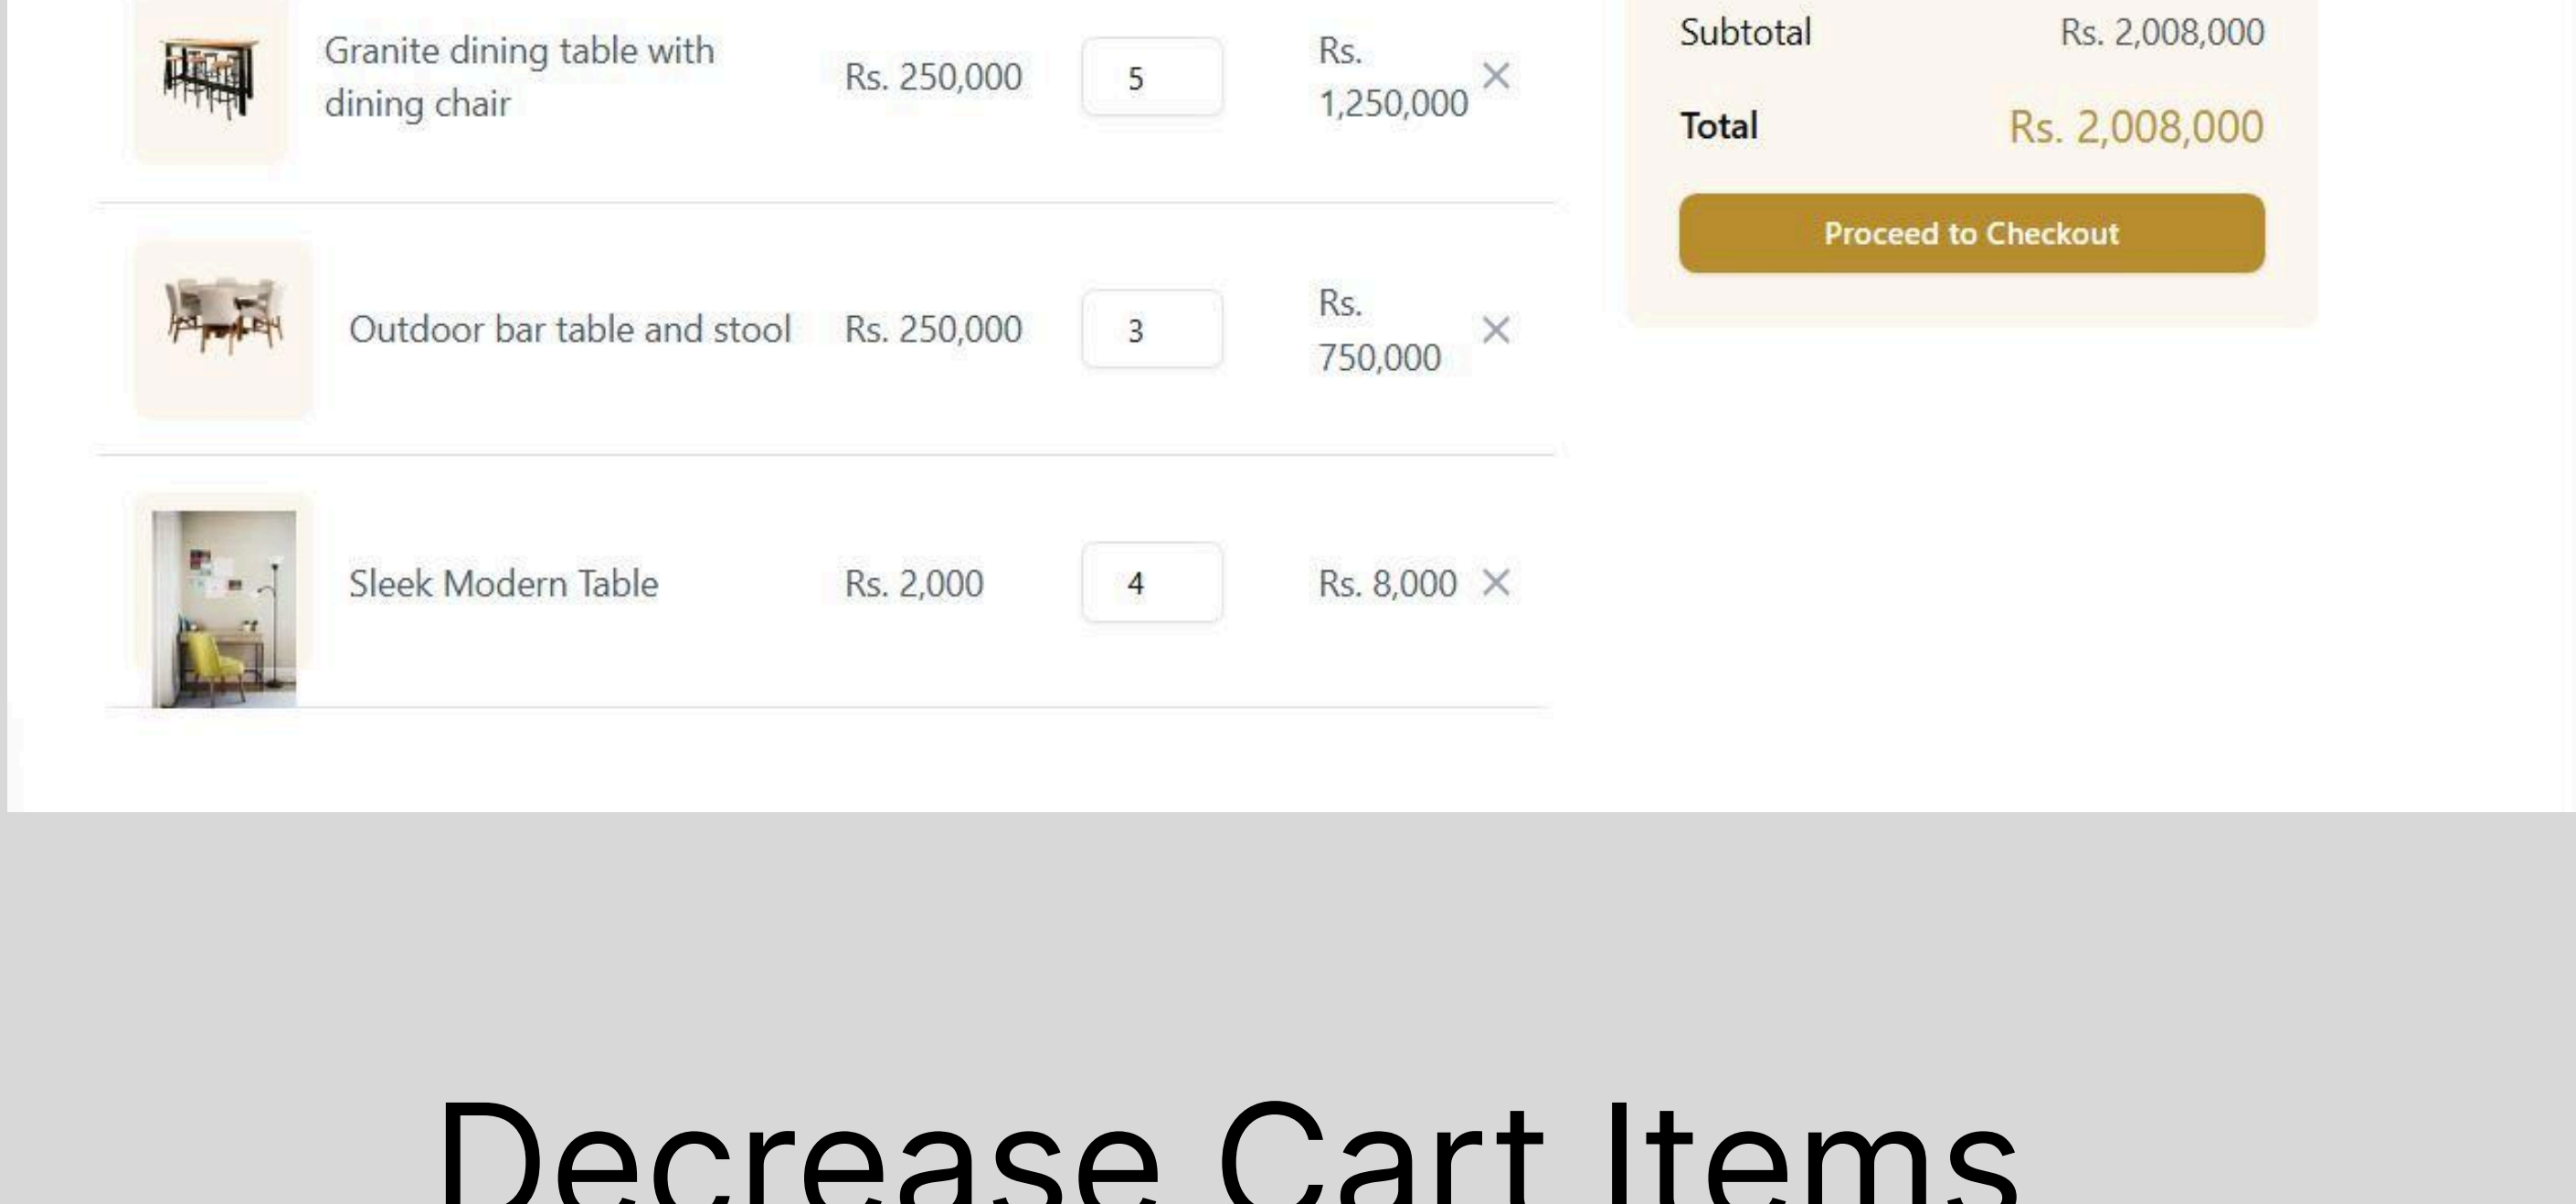 Granite dining table with
dining chair
Rs. 250,000
5
Rs.
1,250,000
Outdoor bar table and stool
Rs. 250,000
3
Rs.
750,000
Sleek Modern Table
Rs. 2,000
4
Rs. 8,000
Subtotal
Rs. 2,008,000
Total
Rs. 2,008,000
Proceed to Checkout
Decrease Cart Items